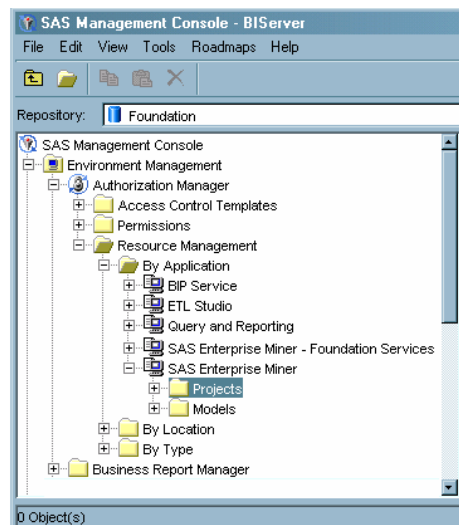 SAS Management Console - BIServer
File Edit View Tools Roadmaps Help
Repository: Foundation
SAS Management Console
Environment Management
Authorization Manager
Access Control Templates
Permissions
Resource Management
By Application
BIP Service
ETL Studio
Query and Reporting
SAS Enterprise Miner - Foundation Services
SAS Enterprise Miner
Projects
Models
By Location
By Type
Business Report Manager
0 Object(s)